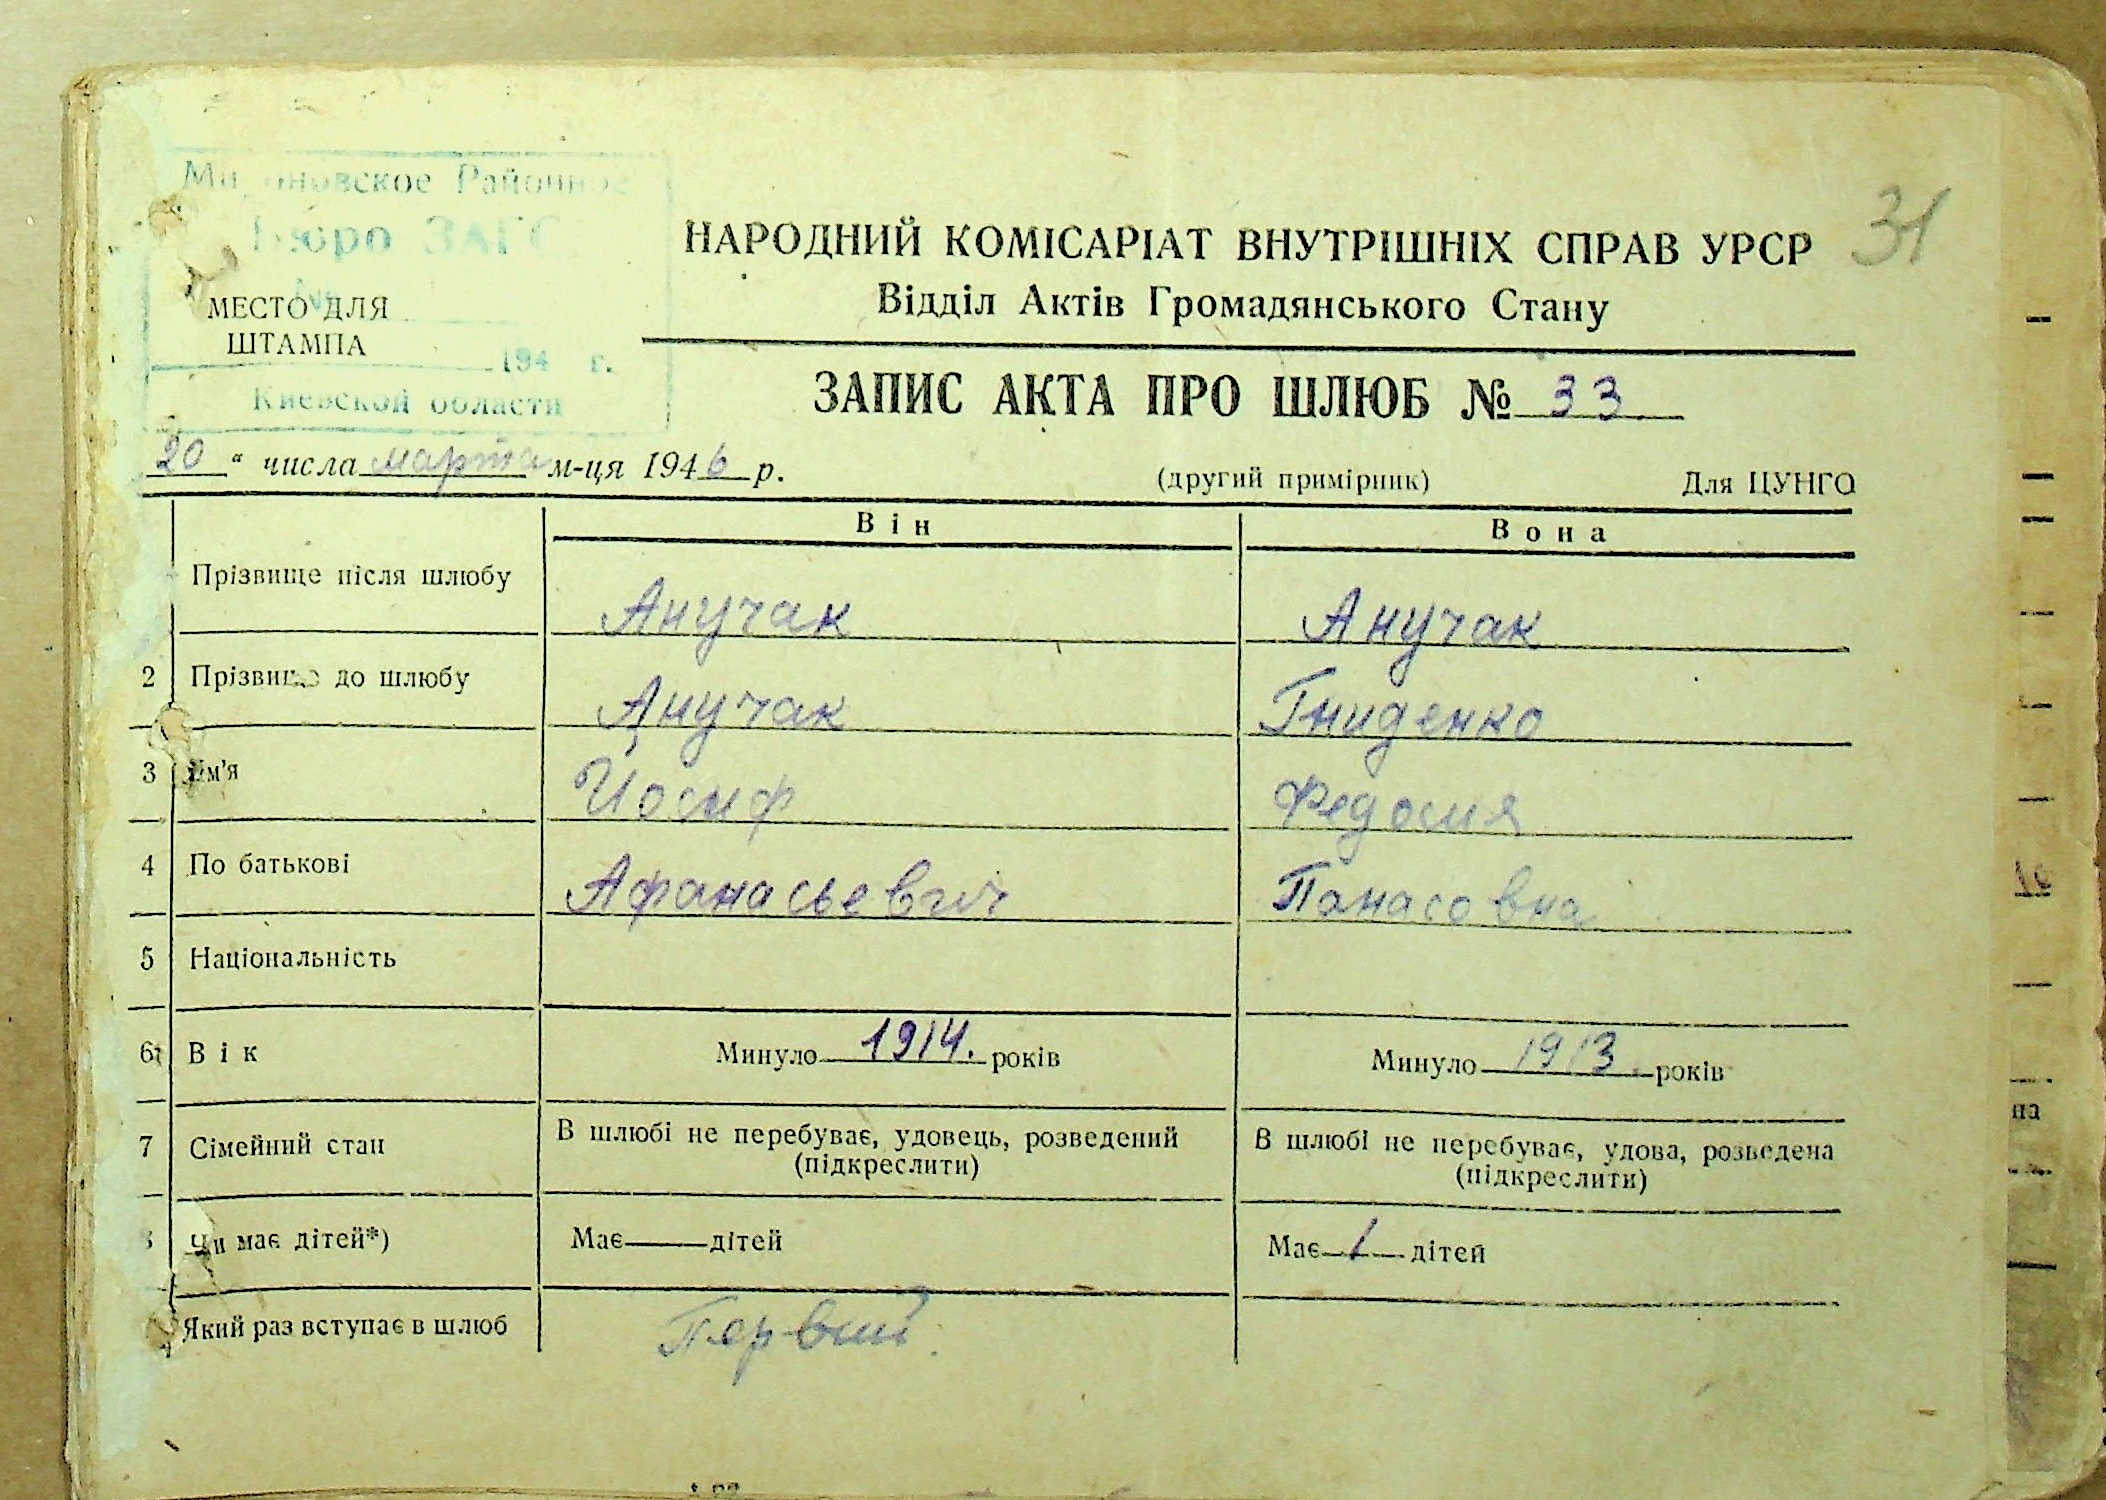 Мироновское Районное
Бюро ЗАГС
№
МЕСТО ДЛЯ
ШТАМПА
194 г.
Киевской области
31
НАРОДНИЙ КОМІСАРІАТ ВНУТРІШНІХ СПРАВ УРСР
Відділ Актів Громадянського Стану
ЗАПИС АКТА ПРО ШЛЮБ № 33
20 “ числа марта м-ця 1946 р.
(другий примірник) Для ЦУНГО
Він Вона
Прізвище після шлюбу Анучак Анучак
2 Прізвище до шлюбу Анучак Гниденко
3 Ім'я Иосиф Федосия
4 По батькові Афанасьевич Панасовна
5 Національність
6 Вік Минуло 1914. років Минуло 1913. років
7 Сімейний стан В шлюбі не перебуває, удовець, розведений (підкреслити) В шлюбі не перебуває, удова, розведена (підкреслити)
8 Чи має дітей*) Має — дітей Має 1 дітей
Який раз вступає в шлюб Первий.